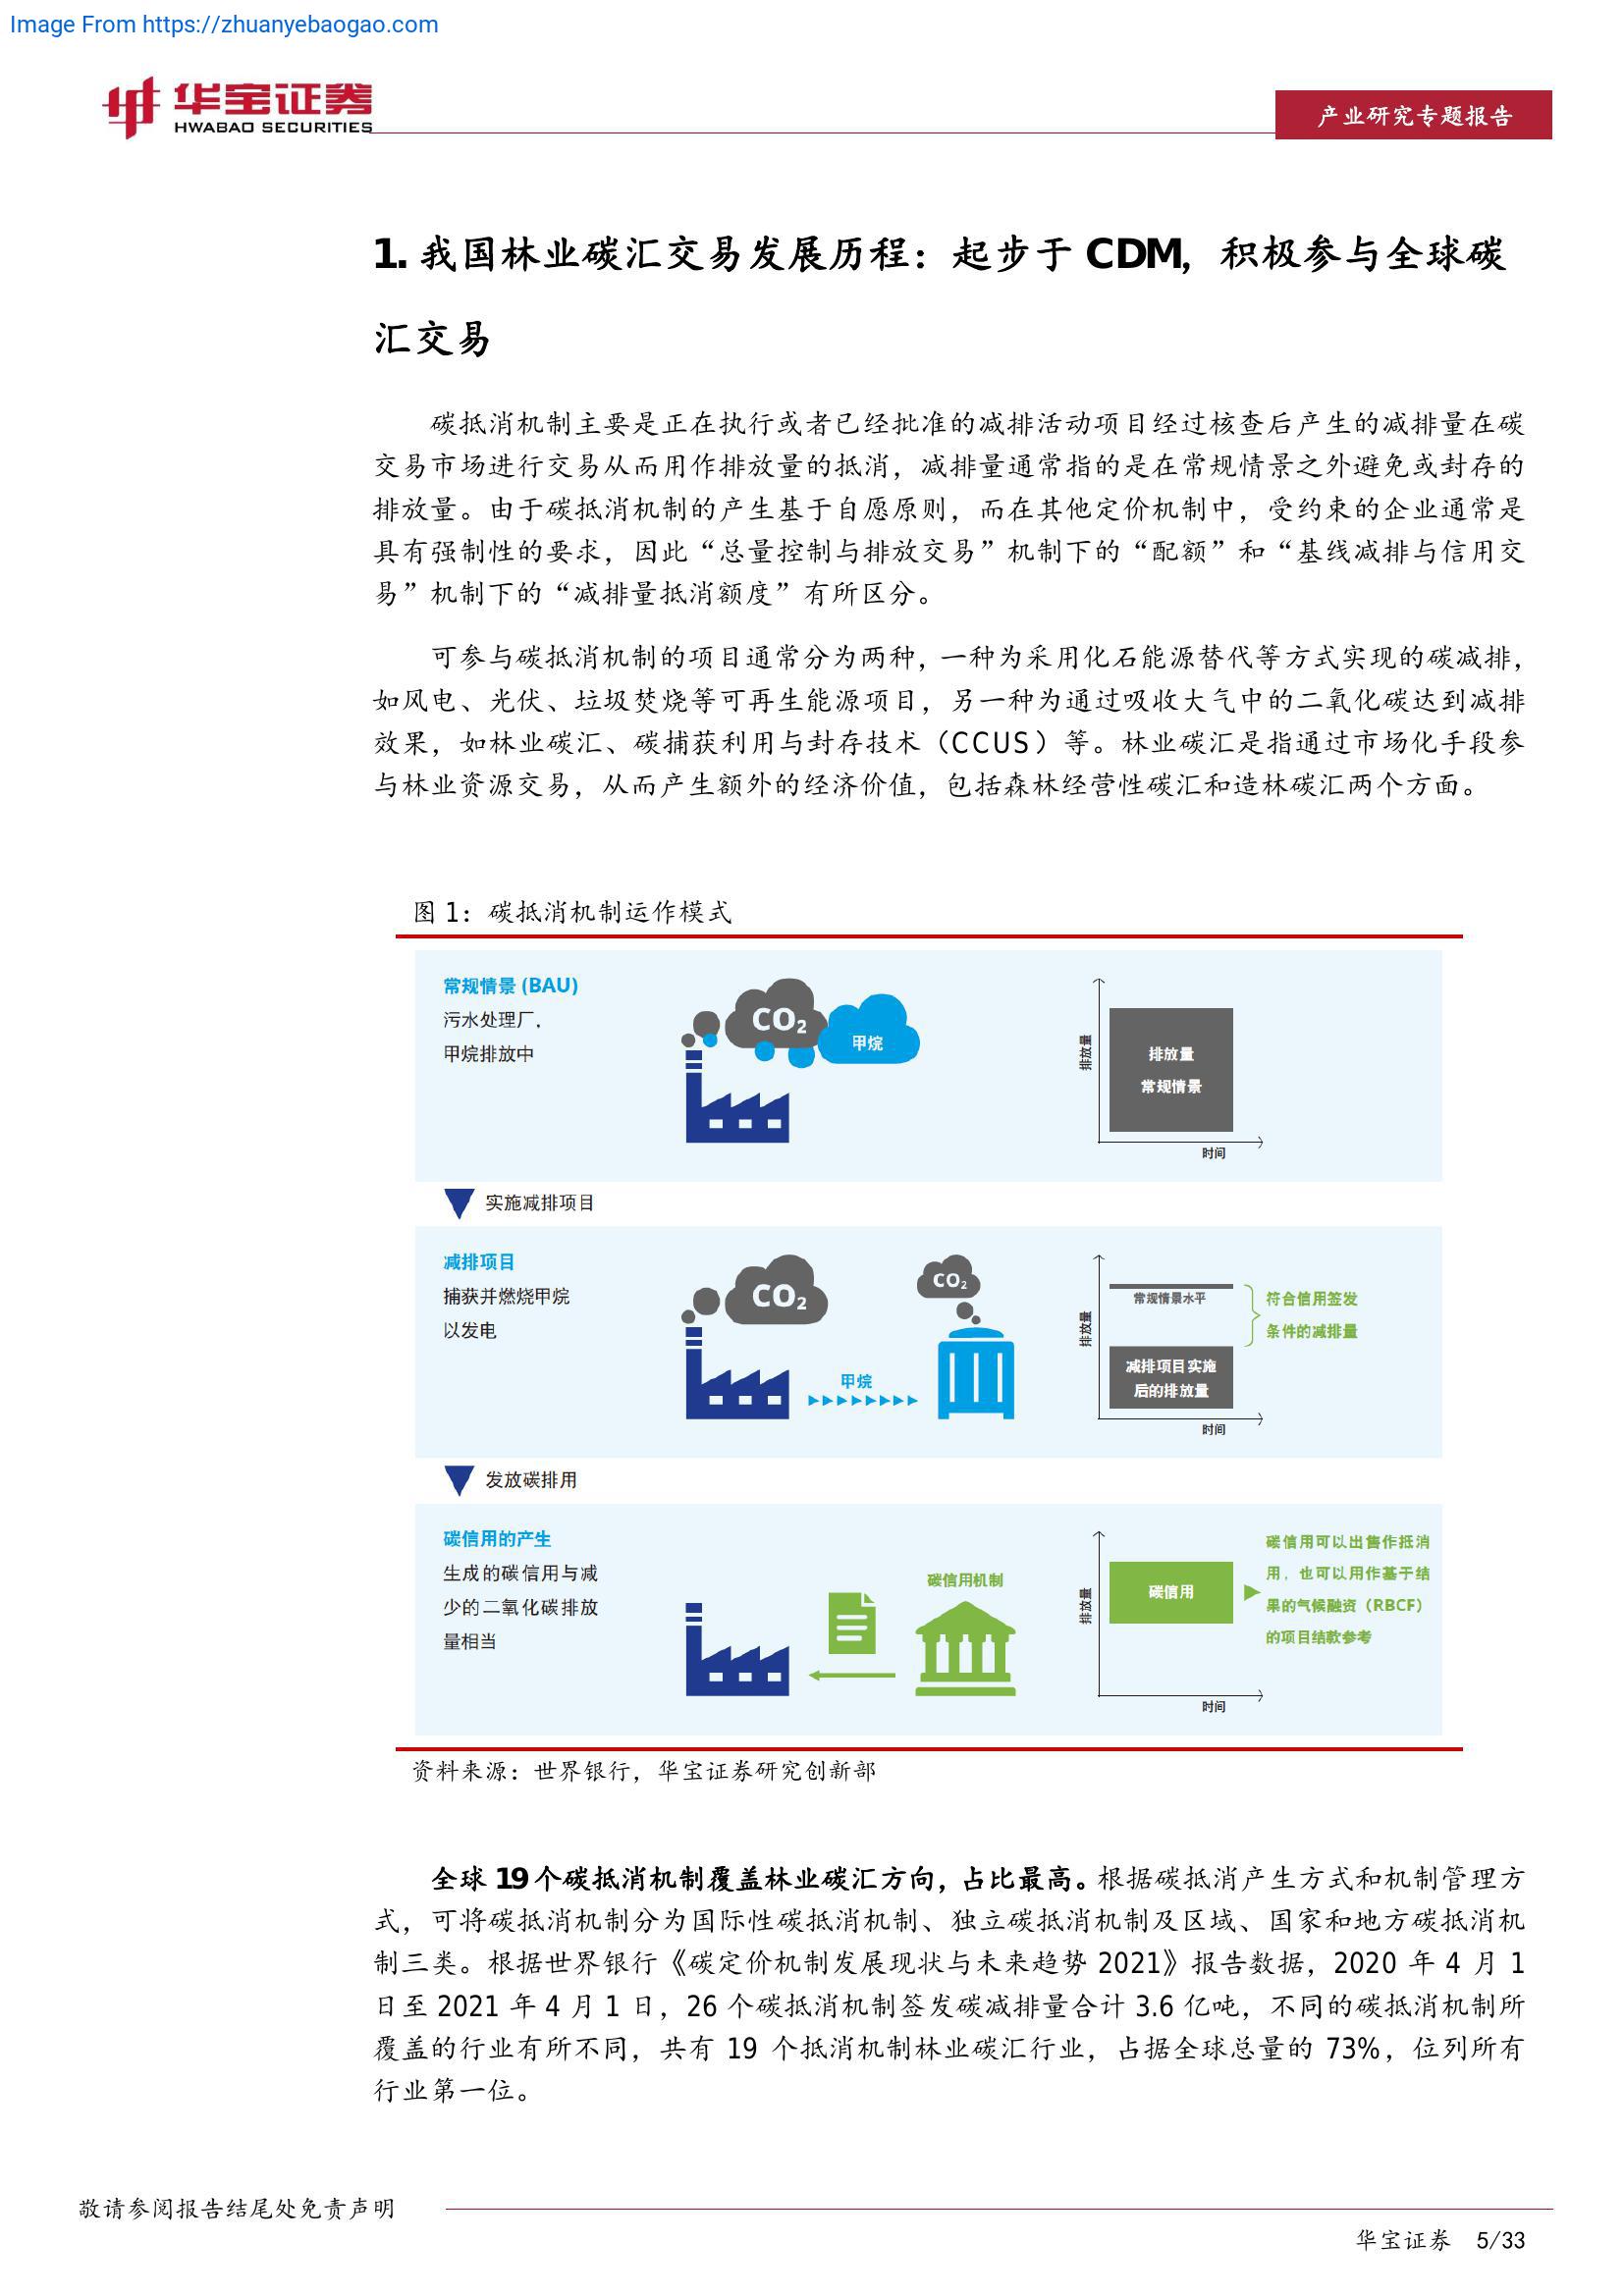 Image From https://zhuanyebaogao.com
华宝证券
HWABAO SECURITIES
产业研究专题报告
1. 我国林业碳汇交易发展历程：起步于 CDM，积极参与全球碳
汇交易
碳抵消机制主要是正在执行或者已经批准的减排活动项目经过核查后产生的减排量在碳
交易市场进行交易从而用作排放量的抵消，减排量通常指的是在常规情景之外避免或封存的
排放量。由于碳抵消机制的产生基于自愿原则，而在其他定价机制中，受约束的企业通常是
具有强制性的要求，因此“总量控制与排放交易”机制下的“配额”和“基线减排与信用交
易”机制下的“减排量抵消额度”有所区分。
可参与碳抵消机制的项目通常分为两种，一种为采用化石能源替代等方式实现的碳减排，
如风电、光伏、垃圾焚烧等可再生能源项目，另一种为通过吸收大气中的二氧化碳达到减排
效果，如林业碳汇、碳捕获利用与封存技术（CCUS）等。林业碳汇是指通过市场化手段参
与林业资源交易，从而产生额外的经济价值，包括森林经营性碳汇和造林碳汇两个方面。
图 1：碳抵消机制运作模式
常规情景 (BAU)
污水处理厂，
甲烷排放中
CO₂
甲烷
排放量
排放量
常规情景
时间
实施减排项目
减排项目
捕获并燃烧甲烷
以发电
CO₂
甲烷
CO₂
排放量
常规情景水平
减排项目实施
后的排放量
时间
符合信用签发
条件的减排量
发放碳排用
碳信用的产生
生成的碳信用与减
少的二氧化碳排放
量相当
碳信用机制
排放量
碳信用
时间
碳信用可以出售作抵消
用，也可以用作基于结
果的气候融资（RBCF）
的项目结款参考
资料来源：世界银行，华宝证券研究创新部
全球 19 个碳抵消机制覆盖林业碳汇方向，占比最高。根据碳抵消产生方式和机制管理方
式，可将碳抵消机制分为国际性碳抵消机制、独立碳抵消机制及区域、国家和地方碳抵消机
制三类。根据世界银行《碳定价机制发展现状与未来趋势 2021》报告数据，2020 年 4 月 1
日至 2021 年 4 月 1 日，26 个碳抵消机制签发碳减排量合计 3.6 亿吨，不同的碳抵消机制所
覆盖的行业有所不同，共有 19 个抵消机制林业碳汇行业，占据全球总量的 73%，位列所有
行业第一位。
敬请参阅报告结尾处免责声明
华宝证券 5/33